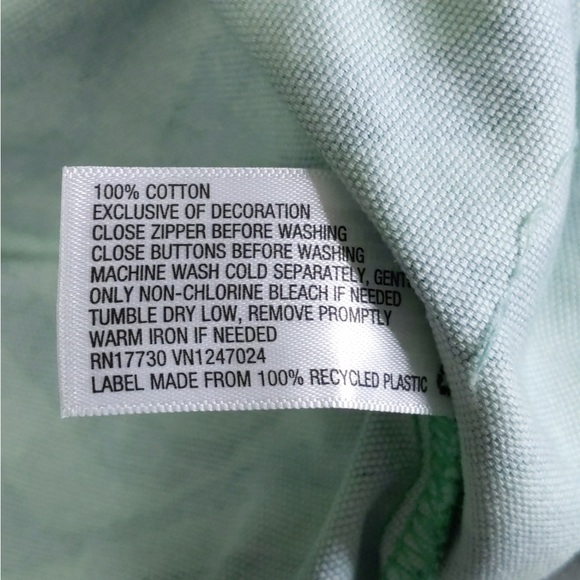 100% COTTON
EXCLUSIVE OF DECORATION
CLOSE ZIPPER BEFORE WASHING
CLOSE BUTTONS BEFORE WASHING
MACHINE WASH COLD SEPARATELY,
ONLY NON-CHLORINE BLEACH IF NEEDED
TUMBLE DRY LOW, REMOVE PROMPTLY
WARM IRON IF NEEDED
RN17730 VN1247024
LABEL MADE FROM 100% RECYCLED PLASTIC